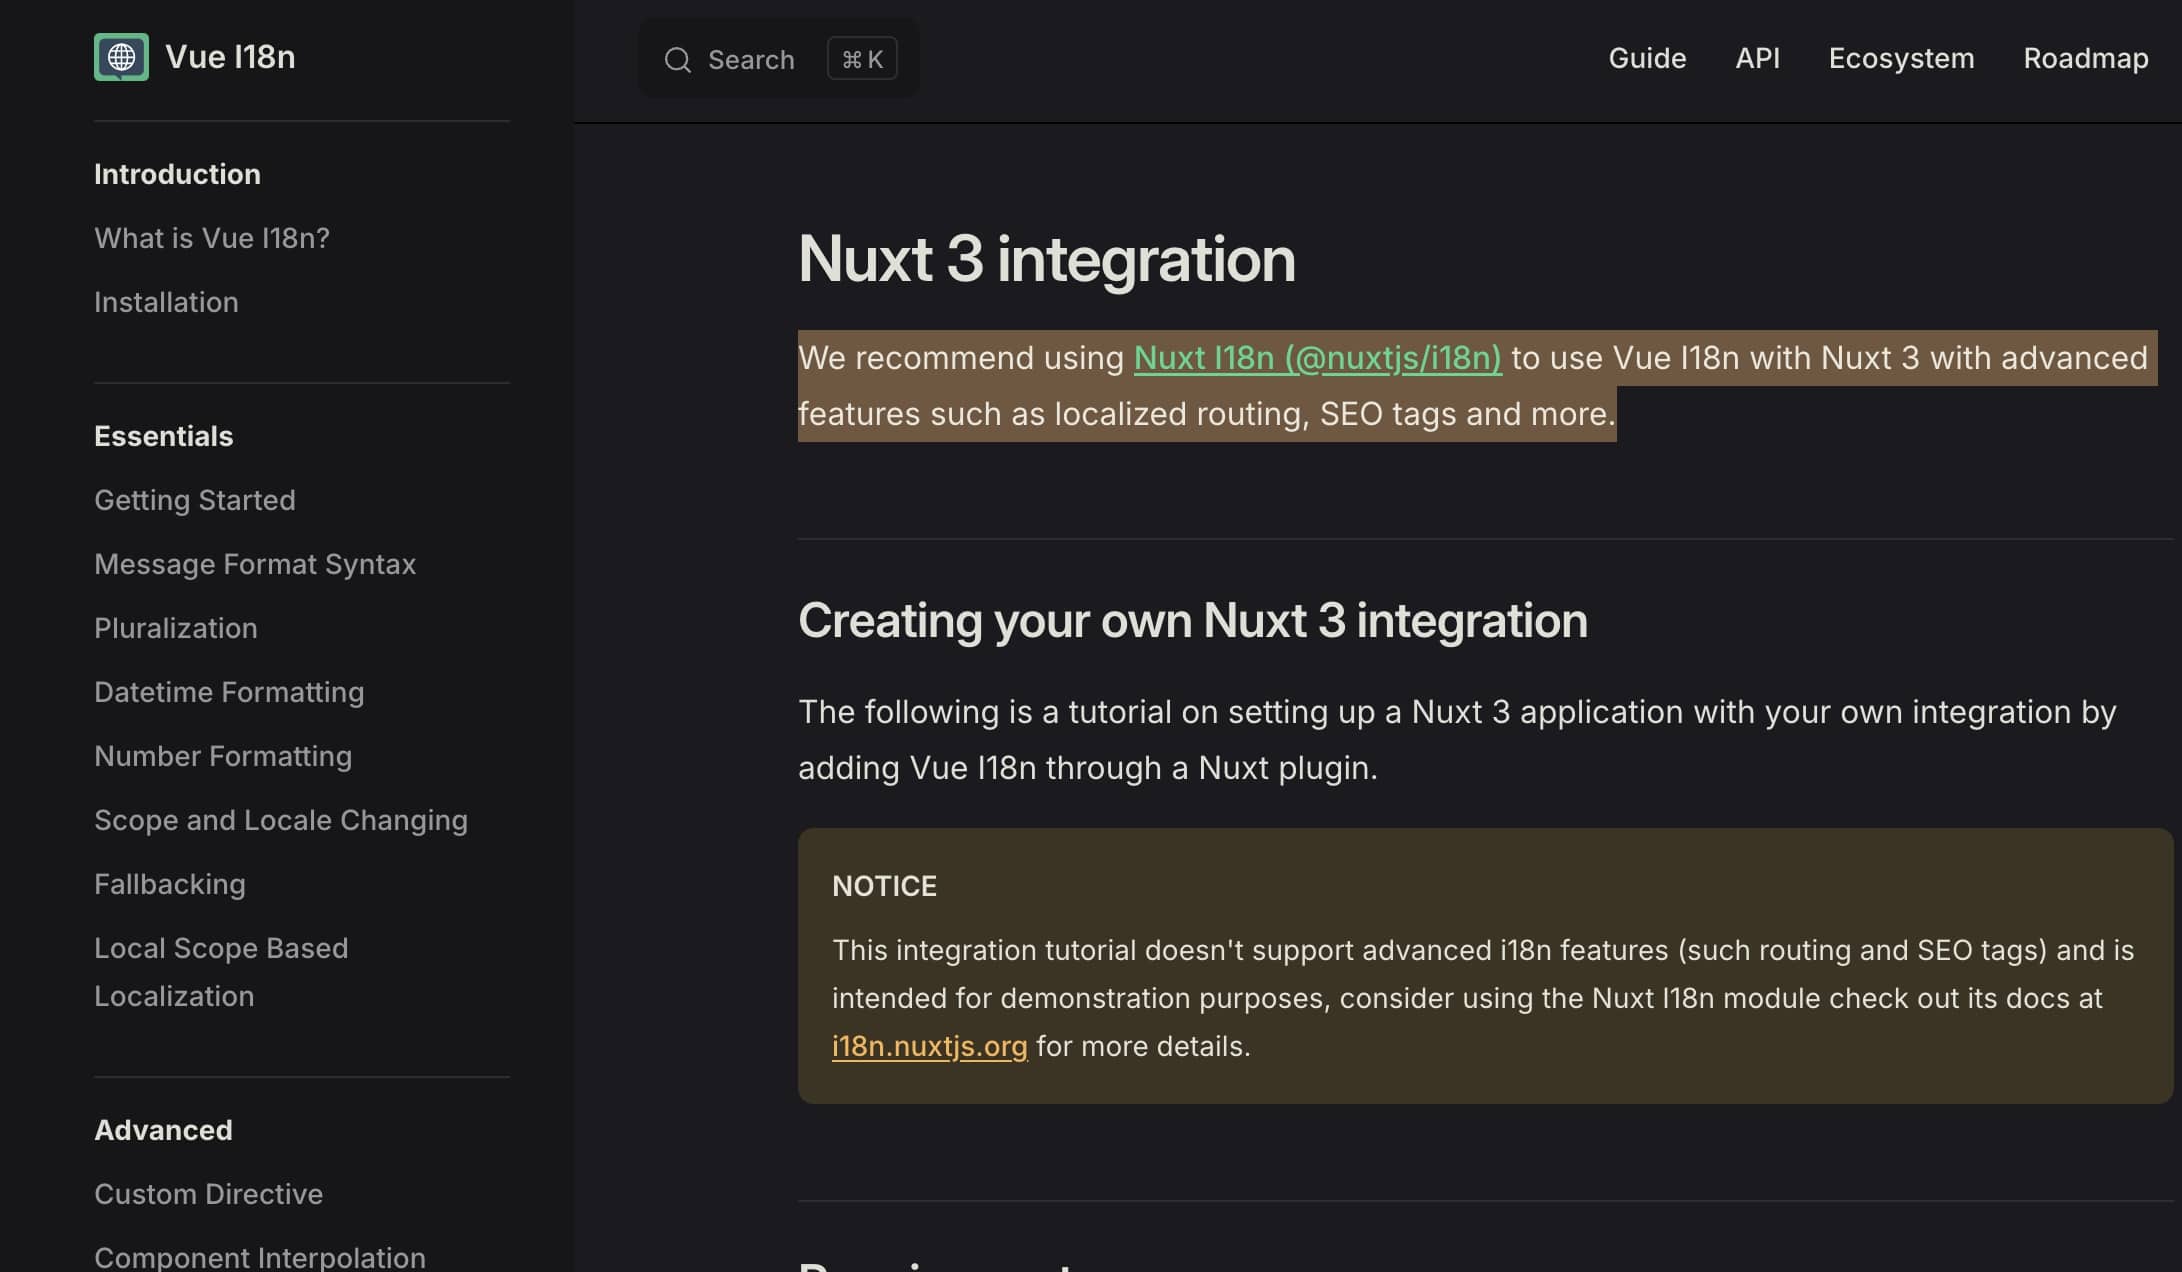 Vue I18n
Search
⌘ K
Guide
API
Ecosystem
Roadmap
Introduction
What is Vue I18n?
Installation
Essentials
Getting Started
Message Format Syntax
Pluralization
Datetime Formatting
Number Formatting
Scope and Locale Changing
Fallbacking
Local Scope Based
Localization
Advanced
Custom Directive
Component Interpolation
Nuxt 3 integration
We recommend using Nuxt I18n (@nuxtjs/i18n) to use Vue I18n with Nuxt 3 with advanced
features such as localized routing, SEO tags and more.
Creating your own Nuxt 3 integration
The following is a tutorial on setting up a Nuxt 3 application with your own integration by
adding Vue I18n through a Nuxt plugin.
NOTICE
This integration tutorial doesn't support advanced i18n features (such routing and SEO tags) and is
intended for demonstration purposes, consider using the Nuxt I18n module check out its docs at
i18n.nuxtjs.org for more details.